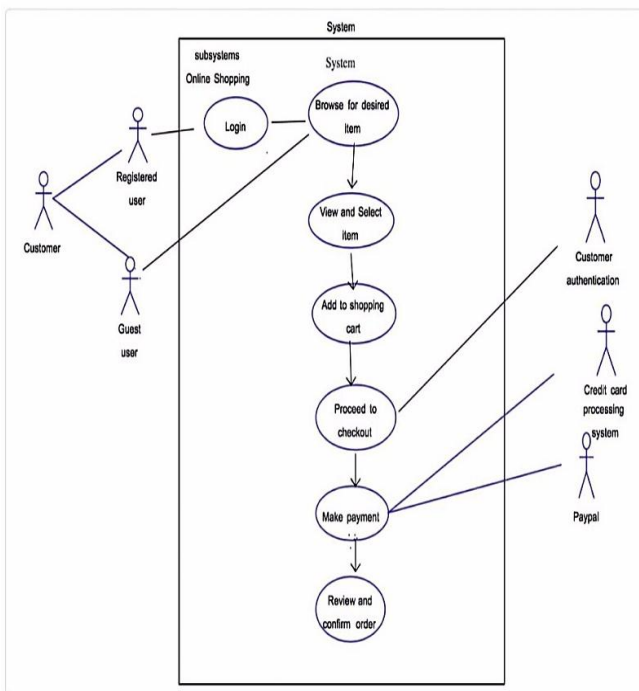 System
subsystems
Online Shopping
System
Login
Browse for desired
item
Registered
user
Customer
View and Select
item
Guest
user
Add to shopping
cart
Customer
authentication
Proceed to
checkout
Credit card
processing
system
Make payment
Paypal
Review and
confirm order